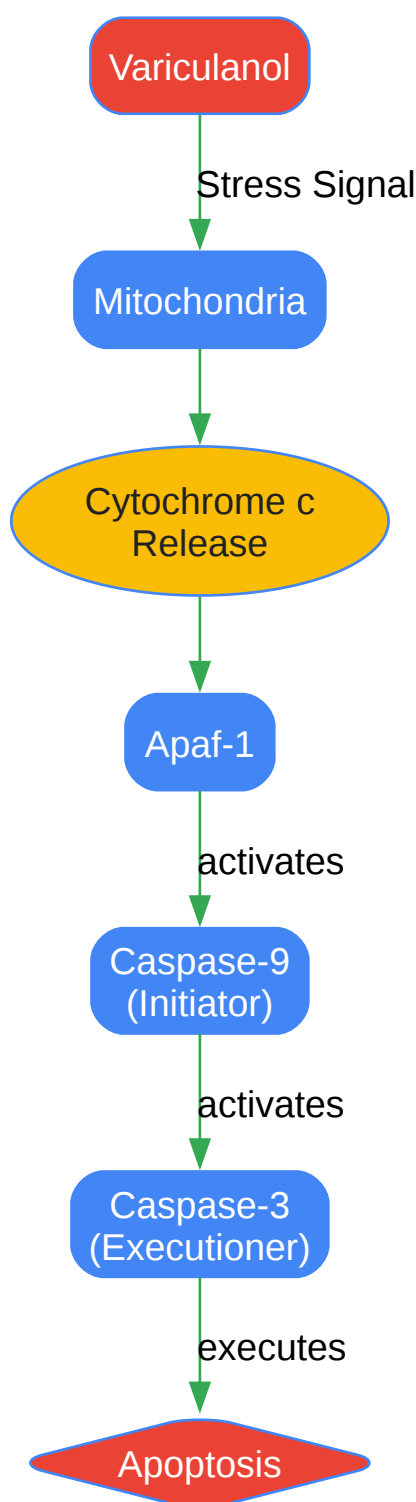 Variculanol
Stress Signal
Mitochondria
Cytochrome c
Release
Apaf-1
activates
Caspase-9
(Initiator)
activates
Caspase-3
(Executioner)
executes
Apoptosis